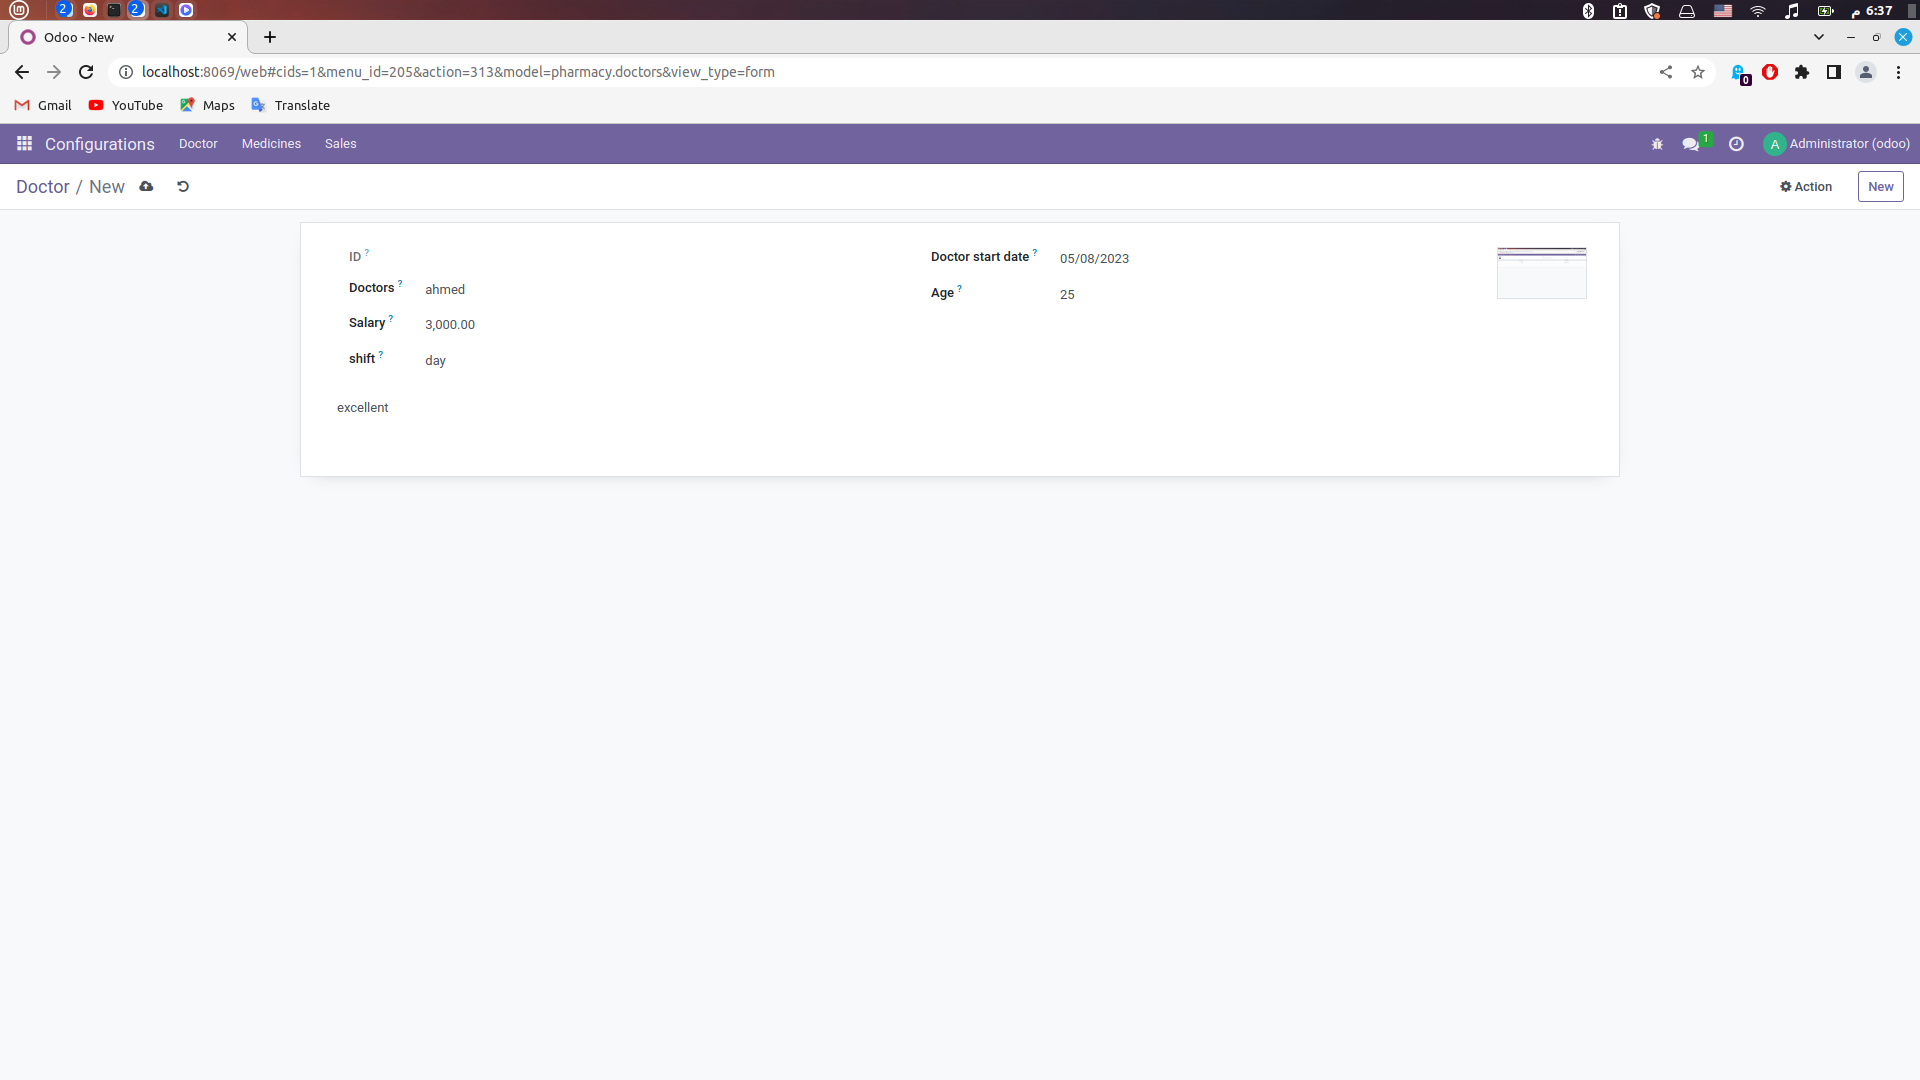 2 2 م 6:37
Odoo - New
localhost:8069/web#cids=1&menu_id=205&action=313&model=pharmacy.doctors&view_type=form
0
Gmail YouTube Maps Translate
Configurations Doctor Medicines Sales 1 A Administrator (odoo)
Doctor / New Action New
ID ?
Doctors ? ahmed
Salary ? 3,000.00
shift ? day
excellent
Doctor start date ? 05/08/2023
Age ? 25